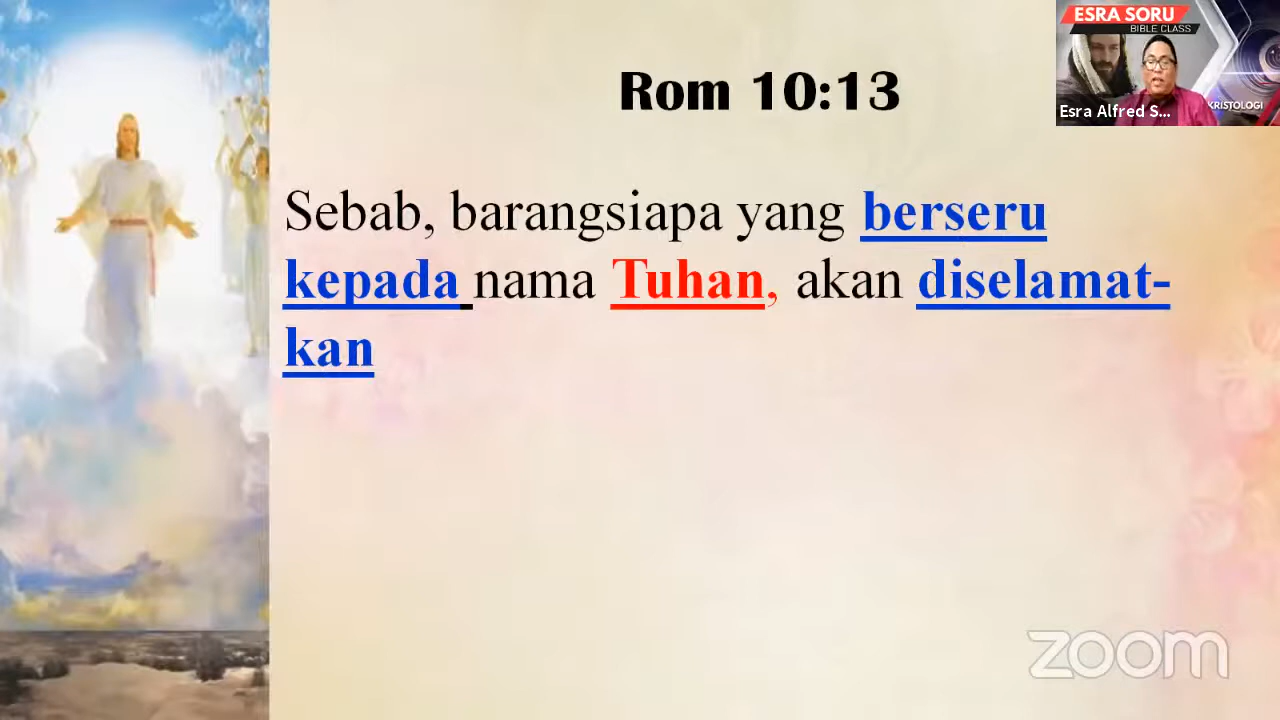 ESRA SORU
BIBLE CLASS
KRISTOLOGI
Esra Alfred S...
Rom 10:13
Sebab, barangsiapa yang berseru
kepada nama Tuhan, akan diselamat-
kan
zoom